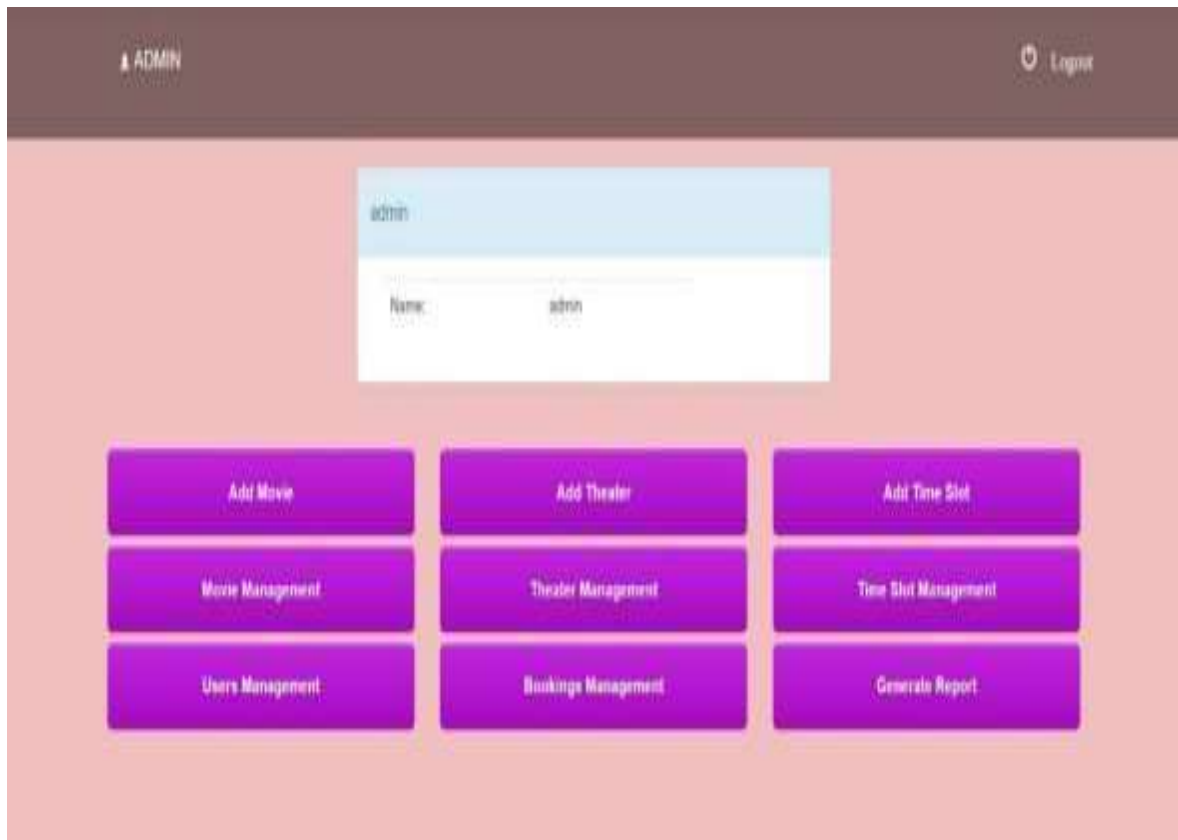 ADMIN Logout
admin
Name: admin
Add Movie Add Theater Add Time Slot
Movie Management Theater Management Time Slot Management
Users Management Bookings Management Generate Report